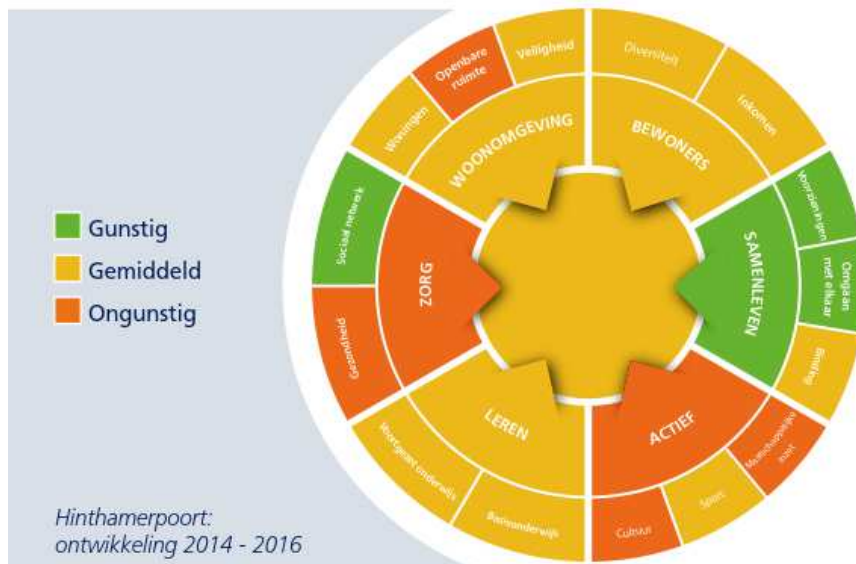 Gunstig
Gemiddeld
Ongunstig
Hinthamerpoort:
ontwikkeling 2014 - 2016
WOONOMGEVING
Woningen
Openbare
ruimte
Veiligheid
BEWONERS
Diversiteit
Inkomen
SAMENLEVEN
Voorzieningen
Omgaan
met elkaar
Binding
ACTIEF
Maatschappelijke
inzet
Sport
Cultuur
LEREN
Basisonderwijs
Voortgezet onderwijs
ZORG
Gezondheid
Sociaal netwerk